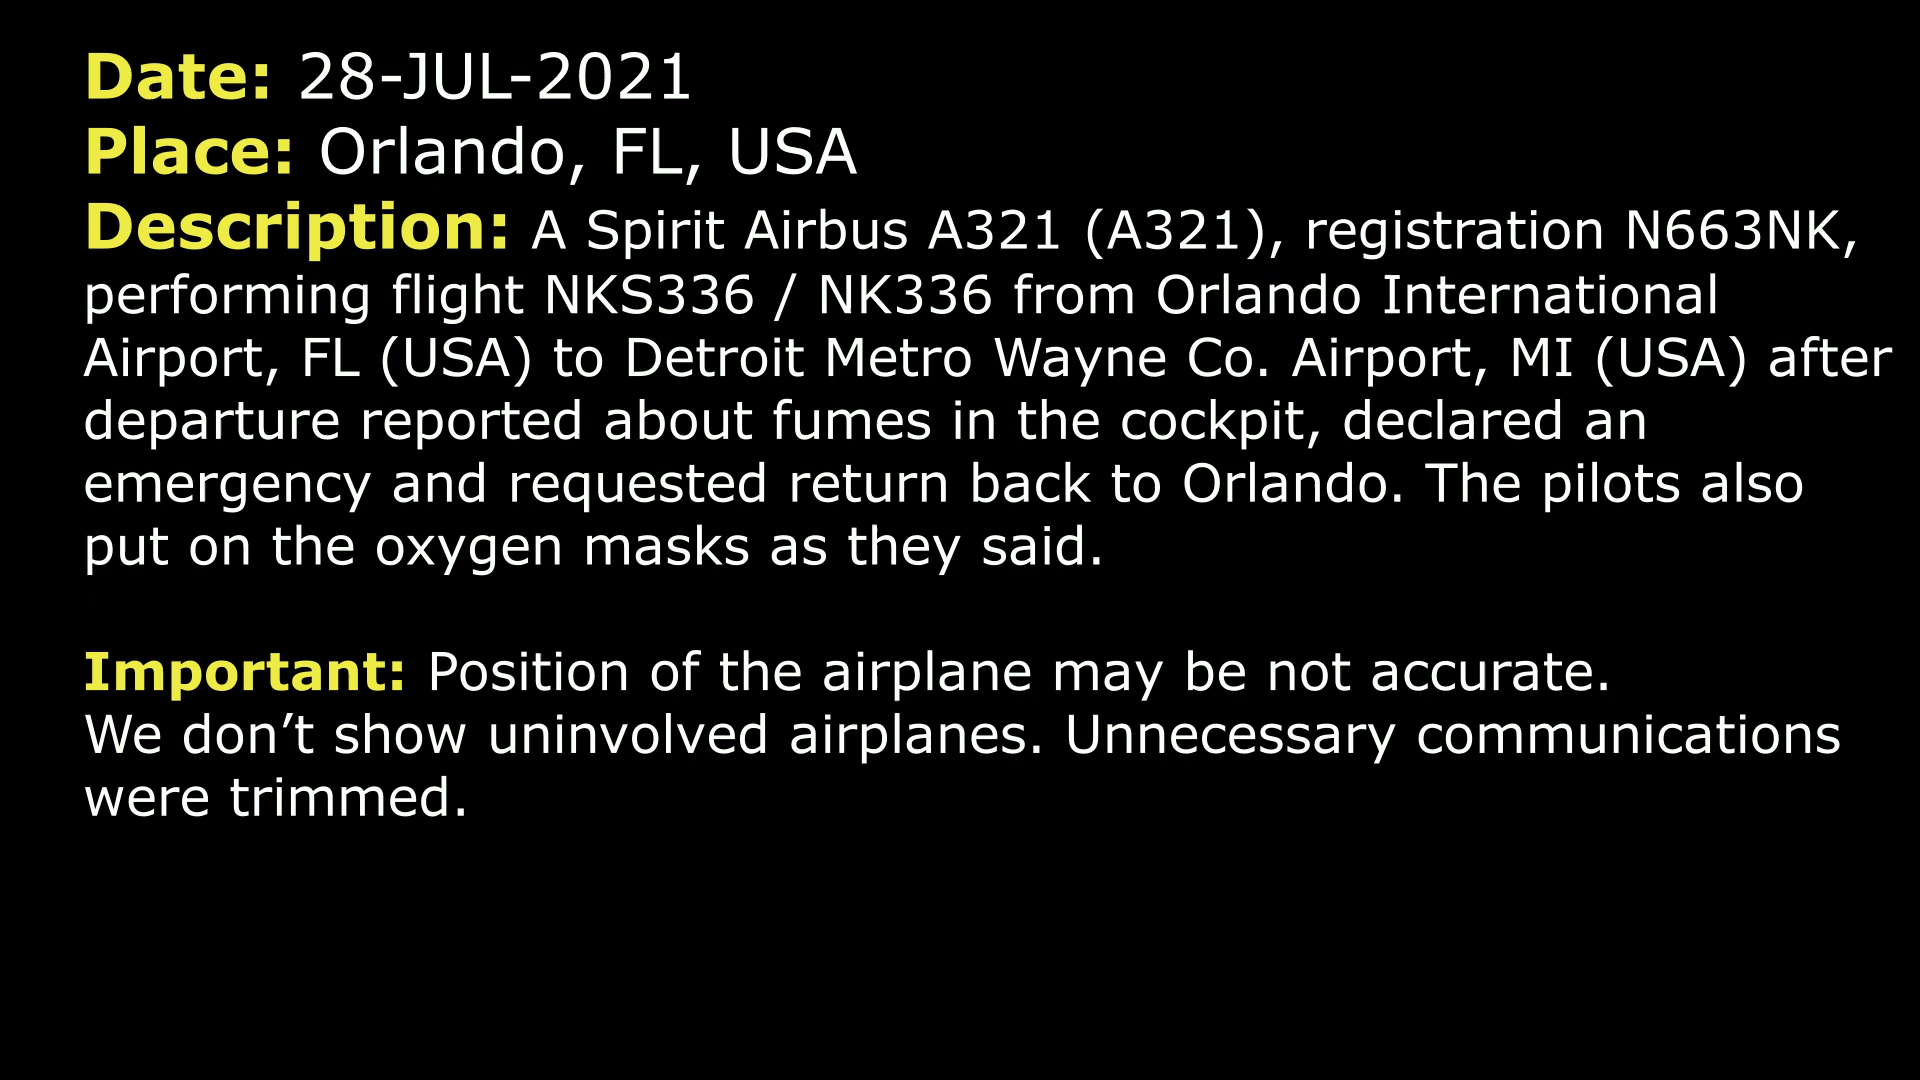 Date: 28-JUL-2021
Place: Orlando, FL, USA
Description: A Spirit Airbus A321 (A321), registration N663NK,
performing flight NKS336 / NK336 from Orlando International
Airport, FL (USA) to Detroit Metro Wayne Co. Airport, MI (USA) after
departure reported about fumes in the cockpit, declared an
emergency and requested return back to Orlando. The pilots also
put on the oxygen masks as they said.
Important: Position of the airplane may be not accurate.
We don’t show uninvolved airplanes. Unnecessary communications
were trimmed.